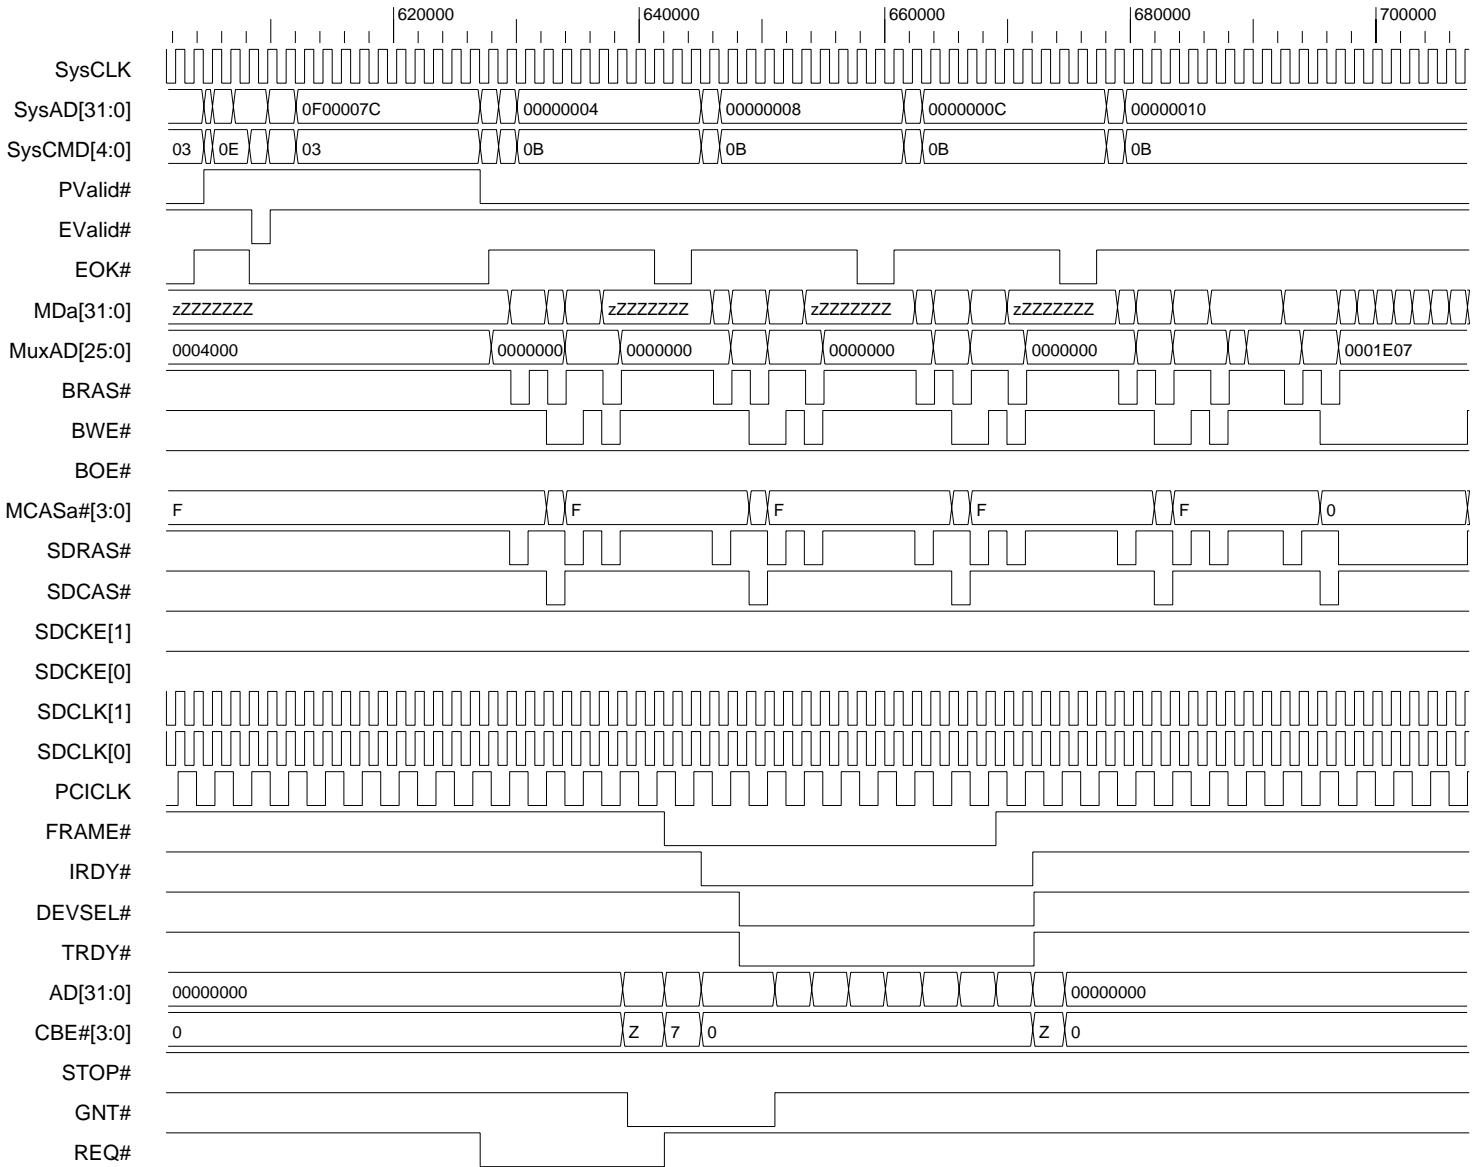 620000 640000 660000 680000 700000
SysCLK
SysAD[31:0] 0F00007C 00000004 00000008 0000000C 00000010
SysCMD[4:0] 03 0E 03 0B 0B 0B 0B
PValid#
EValid#
EOK#
MDa[31:0] zZZZZZZZ zZZZZZZZ zZZZZZZZ zZZZZZZZ
MuxAD[25:0] 0004000 0000000 0000000 0000000 0000000 0001E07
BRAS#
BWE#
BOE#
MCASa#[3:0] F F F F F 0
SDRAS#
SDCAS#
SDCKE[1]
SDCKE[0]
SDCLK[1]
SDCLK[0]
PCICLK
FRAME#
IRDY#
DEVSEL#
TRDY#
AD[31:0] 00000000 00000000
CBE#[3:0] 0 Z 7 0 Z 0
STOP#
GNT#
REQ#